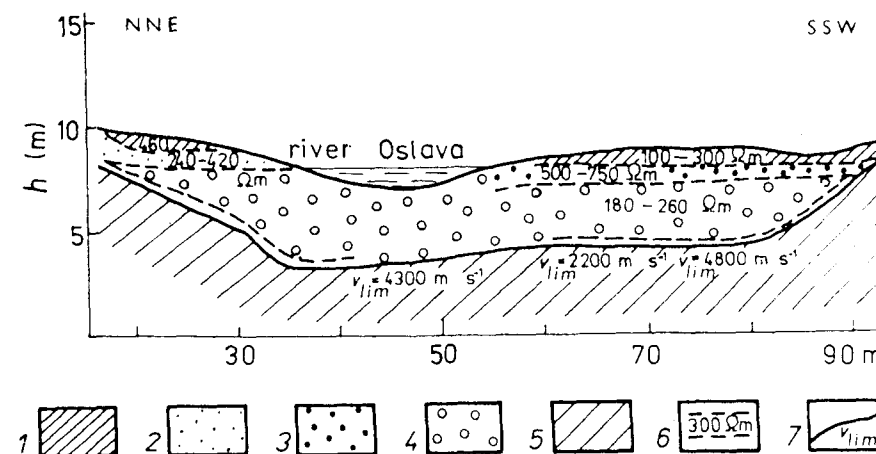 15 NNE SSW
h (m)
10
460
240-420
Ωm
river Oslava
100-300 Ωm
500-750 Ωm
180-260 Ωm
5
v lim=4300 m s-1
v lim=2200 m s-1
v lim=4800 m s-1
30 50 70 90 m
1 2 3 4 5 6 300 Ωm 7 v lim